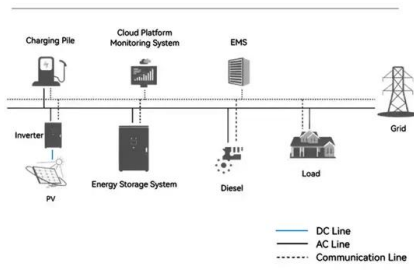 Charging Pile
Cloud Platform
Monitoring System
EMS
Grid
Inverter
PV
Energy Storage System
Diesel
Load
DC Line
AC Line
Communication Line